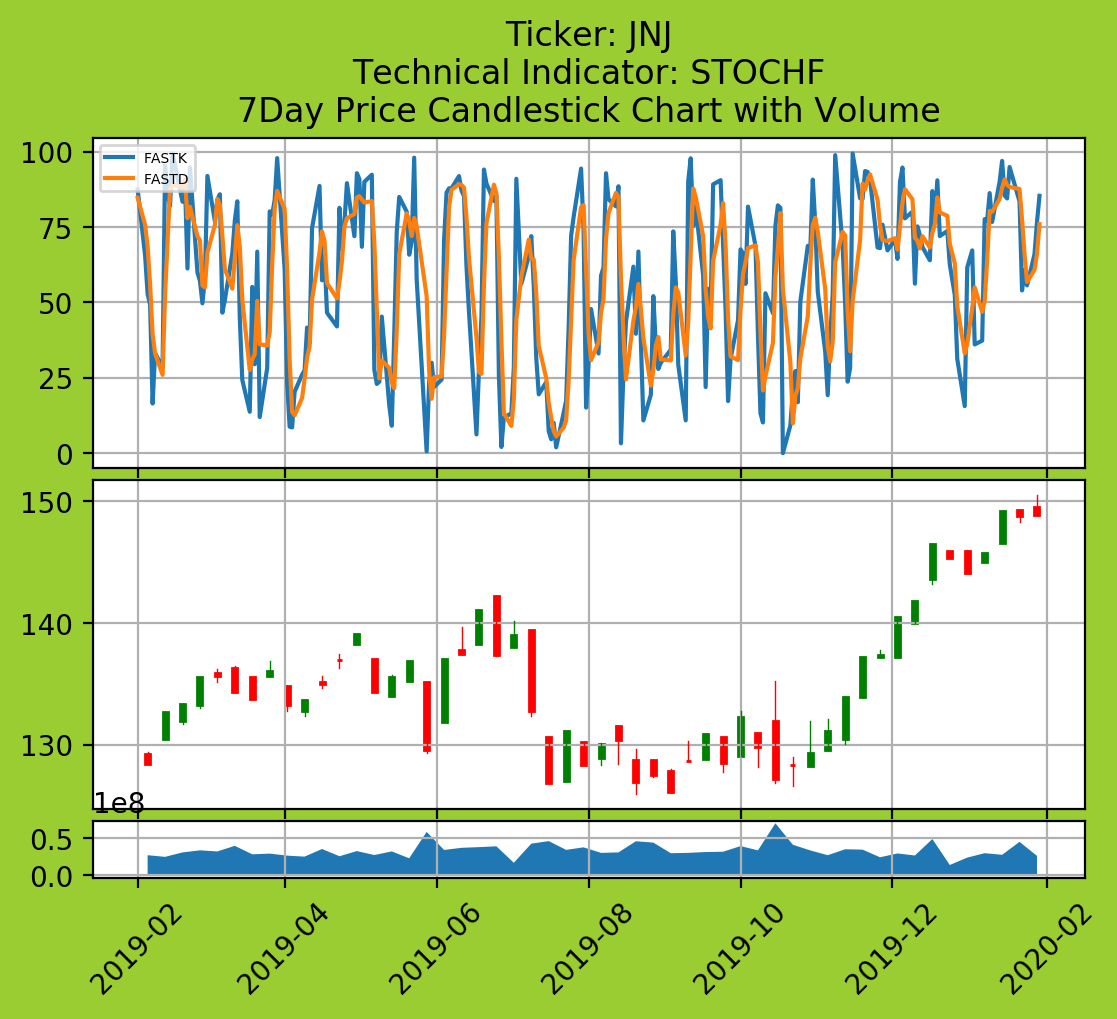 Ticker: JNJ
Technical Indicator: STOCHF
7Day Price Candlestick Chart with Volume
100
75
50
25
0
FASTK
FASTD
150
140
130
1e8
0.5
0.0
2019-02
2019-04
2019-06
2019-08
2019-10
2019-12
2020-02